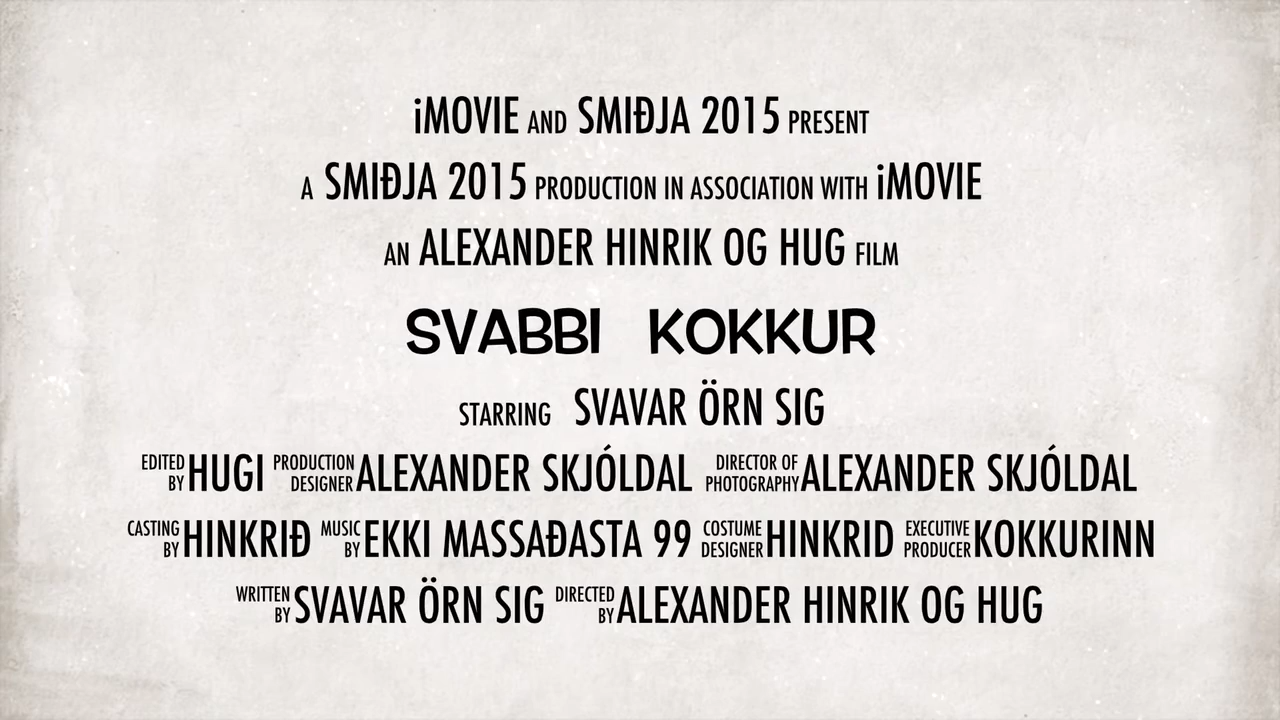 iMOVIE AND SMIÐJA 2015 PRESENT
A SMIÐJA 2015 PRODUCTION IN ASSOCIATION WITH iMOVIE
AN ALEXANDER HINRIK OG HUG FILM
SVABBI KOKKUR
STARRING SVAVAR ÖRN SIG
EDITED BY HUGI PRODUCTION DESIGNER ALEXANDER SKJÓLDAL DIRECTOR OF PHOTOGRAPHY ALEXANDER SKJÓLDAL
CASTING BY HINKRIÐ MUSIC BY EKKI MASSAÐASTA 99 COSTUME DESIGNER HINKRID EXECUTIVE PRODUCER KOKKURINN
WRITTEN BY SVAVAR ÖRN SIG DIRECTED BY ALEXANDER HINRIK OG HUG